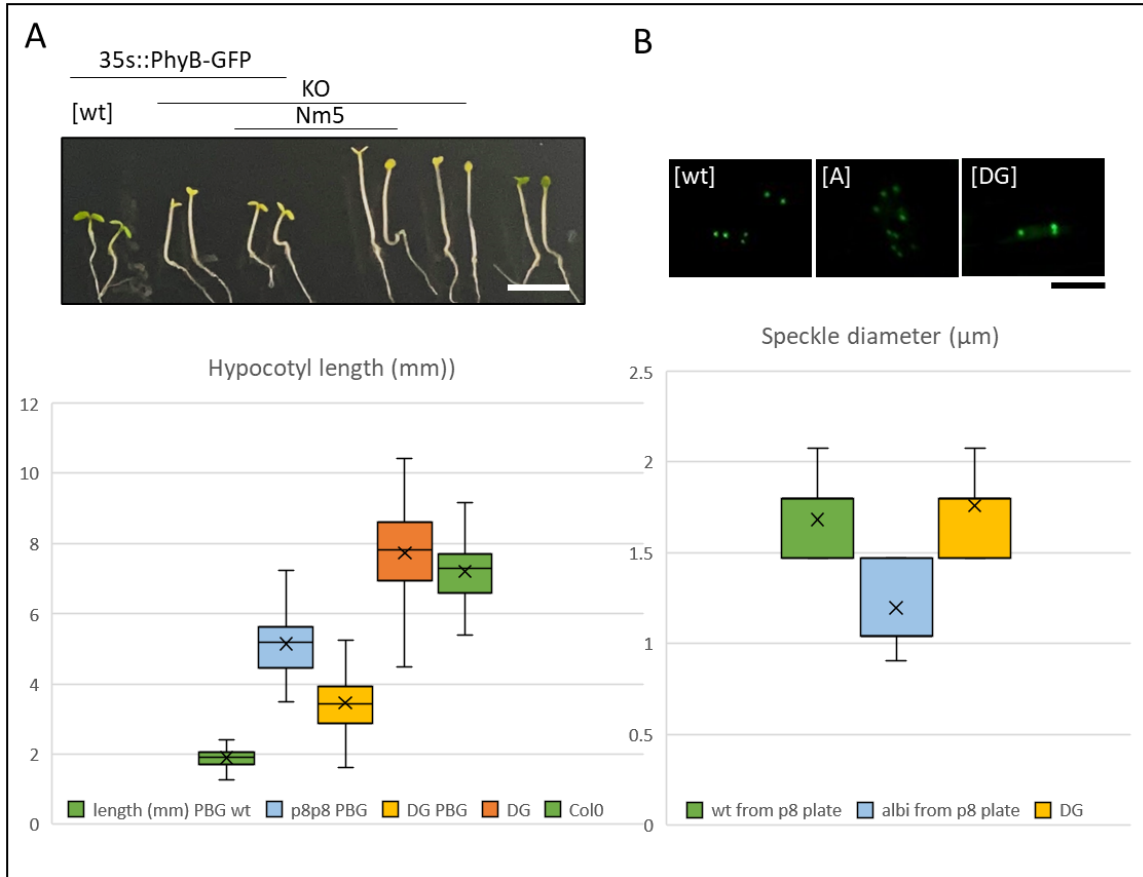 A
35s::PhyB-GFP
KO
[wt]
Nm5
Hypocotyl length (mm))
12
10
8
6
4
2
0
length (mm) PBG wt p8p8 PBG DG PBG DG Col0
B
[wt] [A] [DG]
Speckle diameter (µm)
2.5
2
1.5
1
0.5
0
wt from p8 plate albi from p8 plate DG